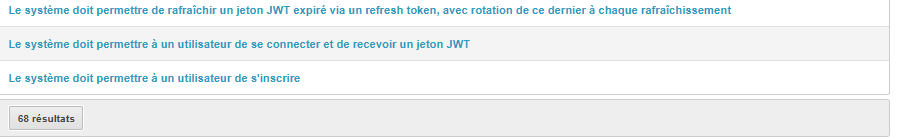 Le système doit permettre de rafraîchir un jeton JWT expiré via un refresh token, avec rotation de ce dernier à chaque rafraîchissement
Le système doit permettre à un utilisateur de se connecter et de recevoir un jeton JWT
Le système doit permettre à un utilisateur de s'inscrire
68 résultats